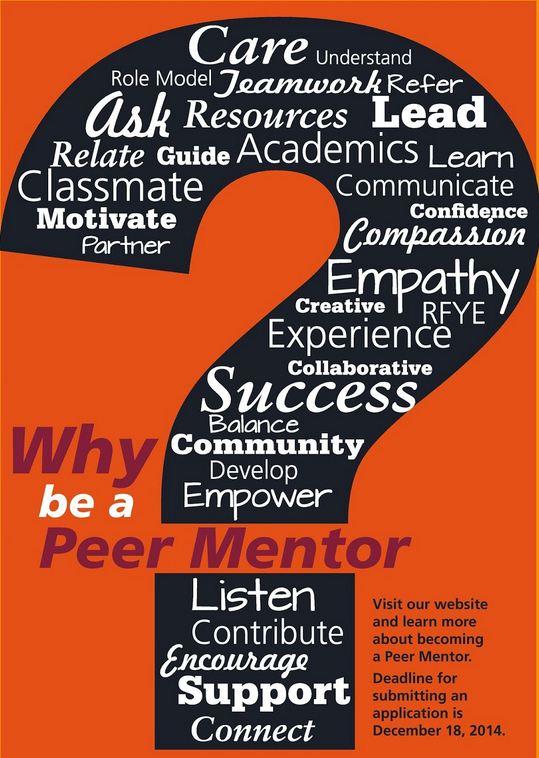 Care Understand
Role Model Teamwork Refer
Ask Resources Lead
Relate Guide Academics Learn
Classmate Communicate
Motivate Confidence
Partner Compassion
Empathy
Creative RFYE
Experience
Collaborative
Success
Balance
Community
Develop
Empower
Why
be a
Peer Mentor
Listen
Contribute
Encourage
Support
Connect
Visit our website
and learn more
about becoming
a Peer Mentor.
Deadline for
submitting an
application is
December 18, 2014.